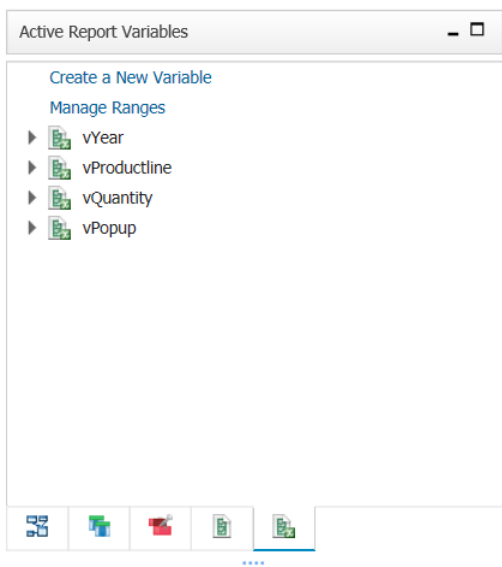 Active Report Variables
Create a New Variable
Manage Ranges
vYear
vProductline
vQuantity
vPopup